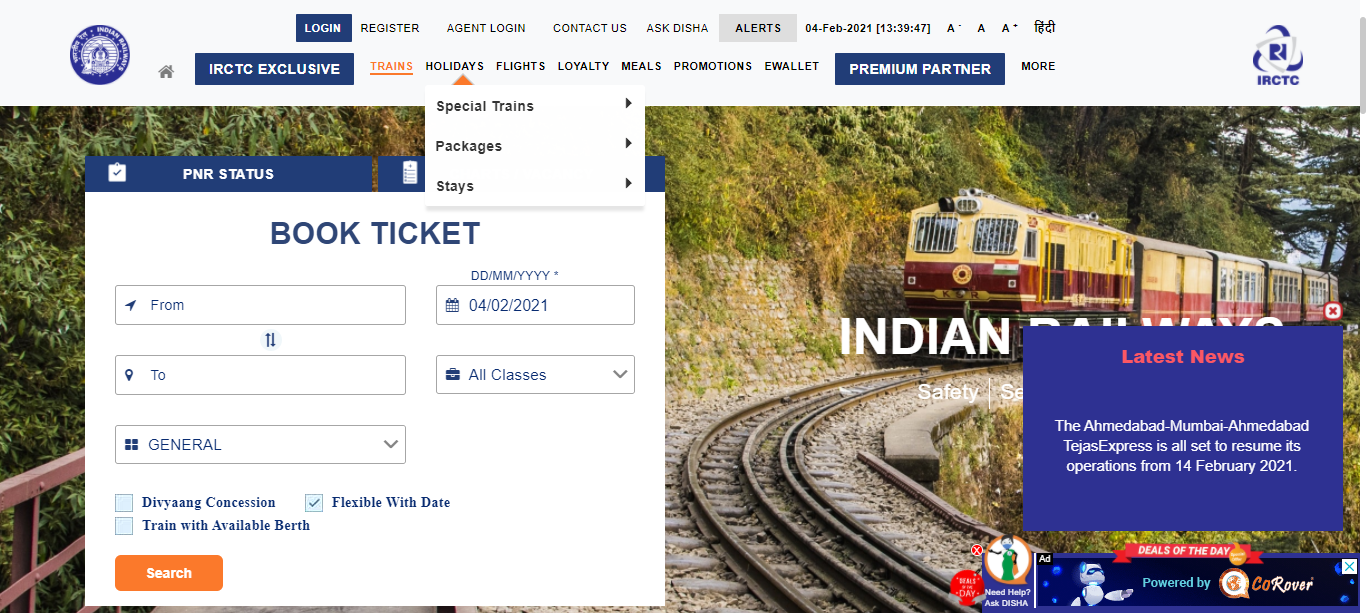 LOGIN REGISTER AGENT LOGIN CONTACT US ASK DISHA ALERTS 04-Feb-2021 [13:39:47] A- A A+ हिंदी
INDIAN RAILWAYS
IRCTC EXCLUSIVE TRAINS HOLIDAYS FLIGHTS LOYALTY MEALS PROMOTIONS EWALLET PREMIUM PARTNER MORE
IRCTC
Special Trains
Packages
Stays
PNR STATUS
BOOK TICKET
DD/MM/YYYY *
From
04/02/2021
To
All Classes
GENERAL
Divyaang Concession
Flexible With Date
Train with Available Berth
Search
INDIAN RAILWAYS
Safety | Se
Latest News
The Ahmedabad-Mumbai-Ahmedabad
TejasExpress is all set to resume its
operations from 14 February 2021.
DEALS OF THE DAY
Ad
Powered by CoRover
DEALS
OF THE
DAY
Need Help?
Ask DISHA